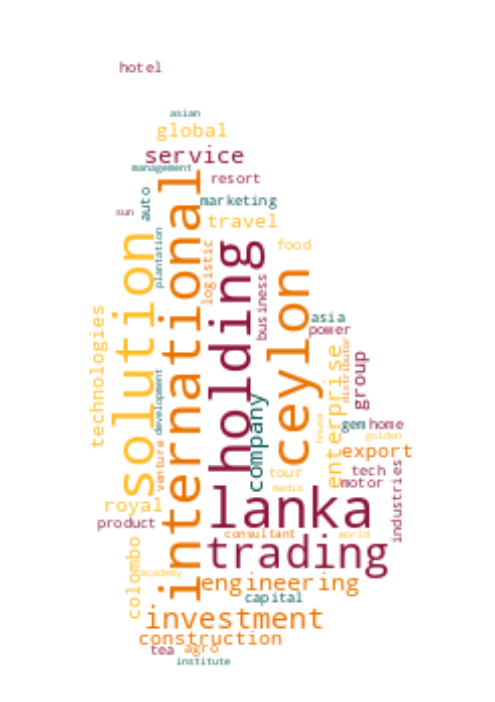 hotel
asian
global
service
management
resort
sun
auto
marketing
travel
international
solution
plantation
logistic
holding
business
food
ceylon
technologies
asia
power
distributor
group
enterprise
development
venture
company
house
gem
home
golden
export
tour
tech
media
motor
industries
lanka
royal
product
consultant
world
trading
colombo
academy
engineering
capital
investment
construction
tea
agro
institute